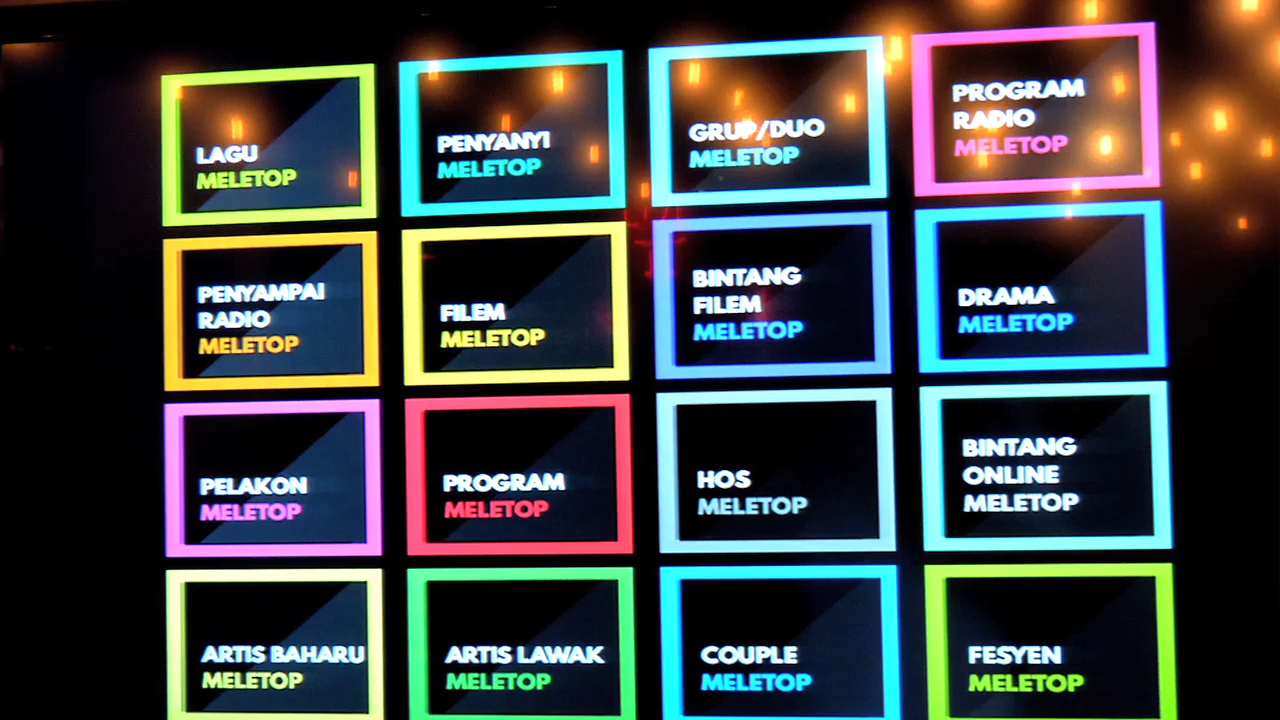 LAGU
MELETOP
PENYANYI
MELETOP
GRUP/DUO
MELETOP
PROGRAM
RADIO
MELETOP
PENYAMPAI
RADIO
MELETOP
FILEM
MELETOP
BINTANG
FILEM
MELETOP
DRAMA
MELETOP
PELAKON
MELETOP
PROGRAM
MELETOP
HOS
MELETOP
BINTANG
ONLINE
MELETOP
ARTIS BAHARU
MELETOP
ARTIS LAWAK
MELETOP
COUPLE
MELETOP
FESYEN
MELETOP